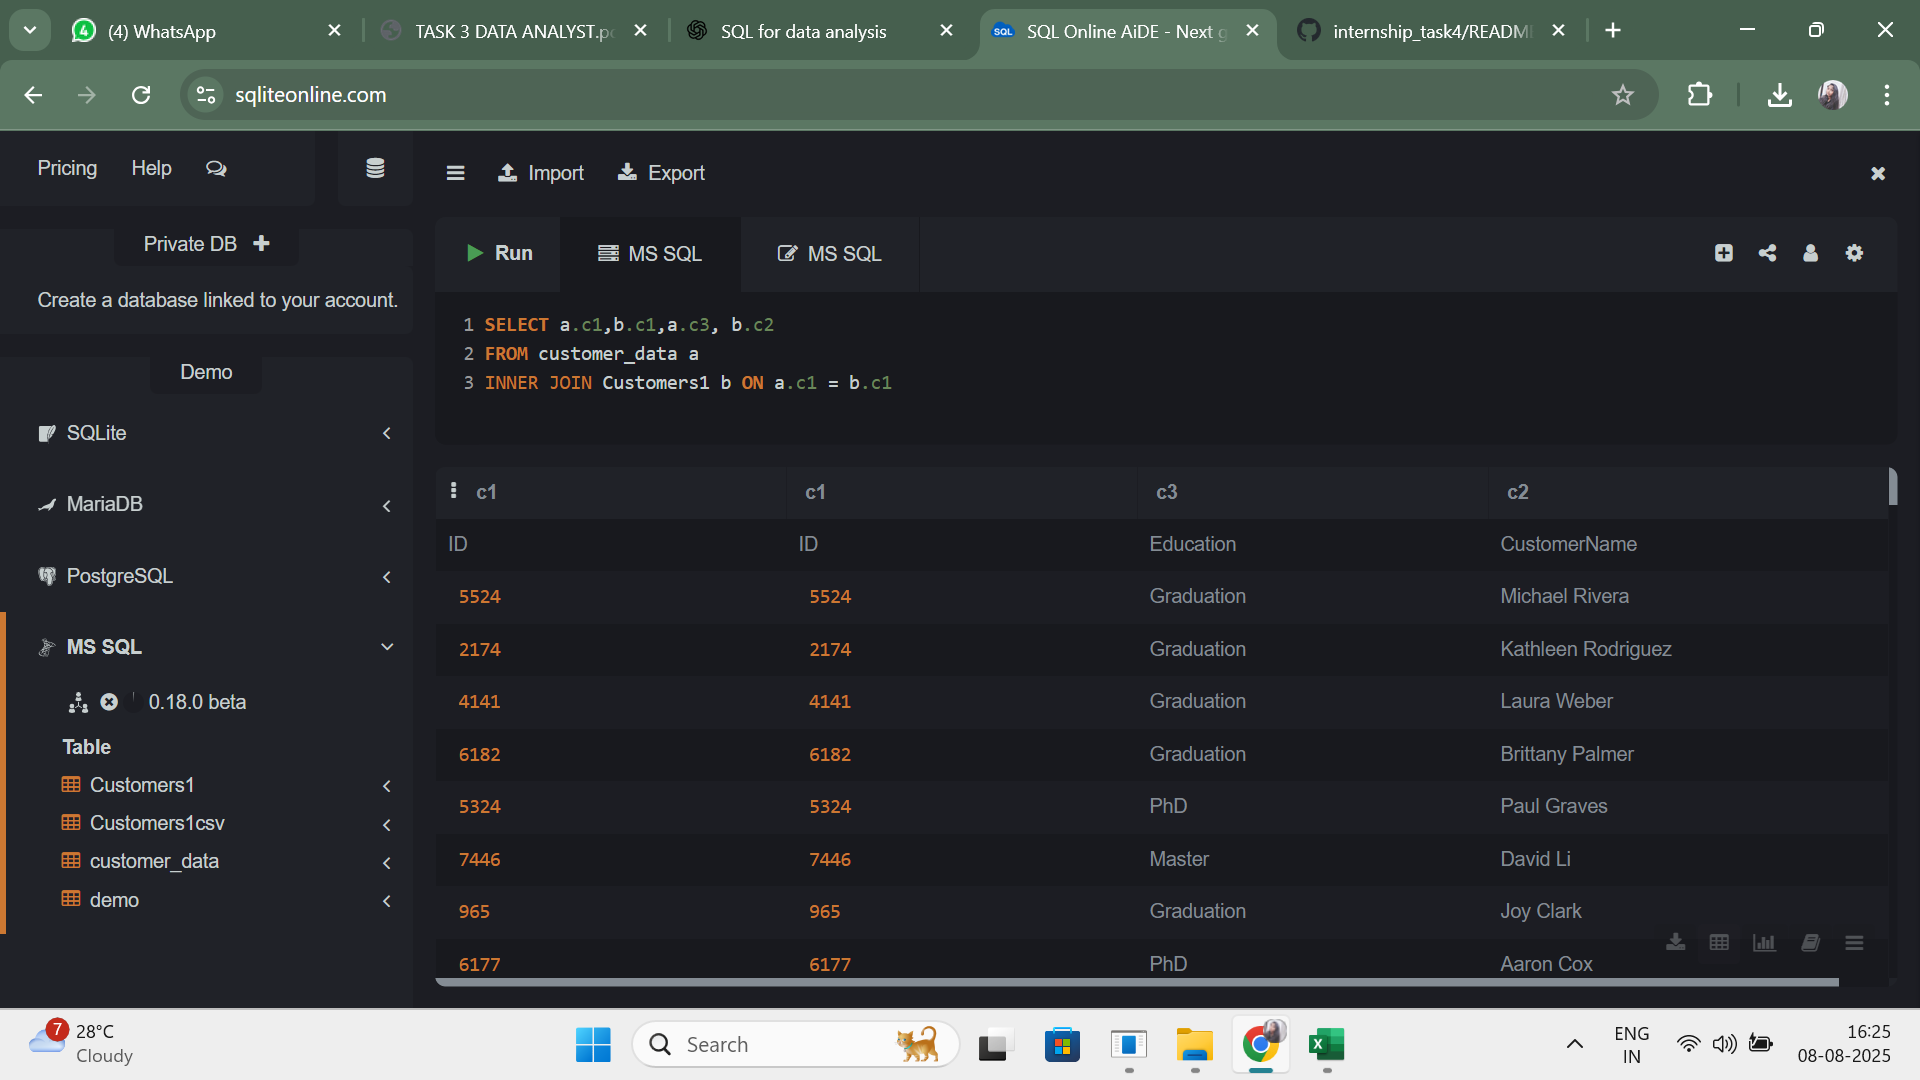 (4) WhatsApp
TASK 3 DATA ANALYST.p
SQL for data analysis
SQL Online AiDE - Next g
internship_task4/READM
sqliteonline.com
Pricing
Help
Import
Export
Private DB
Create a database linked to your account.
Run
MS SQL
MS SQL
1 SELECT a.c1,b.c1,a.c3, b.c2
2 FROM customer_data a
3 INNER JOIN Customers1 b ON a.c1 = b.c1
Demo
SQLite
MariaDB
PostgreSQL
MS SQL
0.18.0 beta
Table
Customers1
Customers1csv
customer_data
demo
c1 c1 c3 c2
ID ID Education CustomerName
5524 5524 Graduation Michael Rivera
2174 2174 Graduation Kathleen Rodriguez
4141 4141 Graduation Laura Weber
6182 6182 Graduation Brittany Palmer
5324 5324 PhD Paul Graves
7446 7446 Master David Li
965 965 Graduation Joy Clark
6177 6177 PhD Aaron Cox
7
28°C
Cloudy
Search
ENG
IN
16:25
08-08-2025